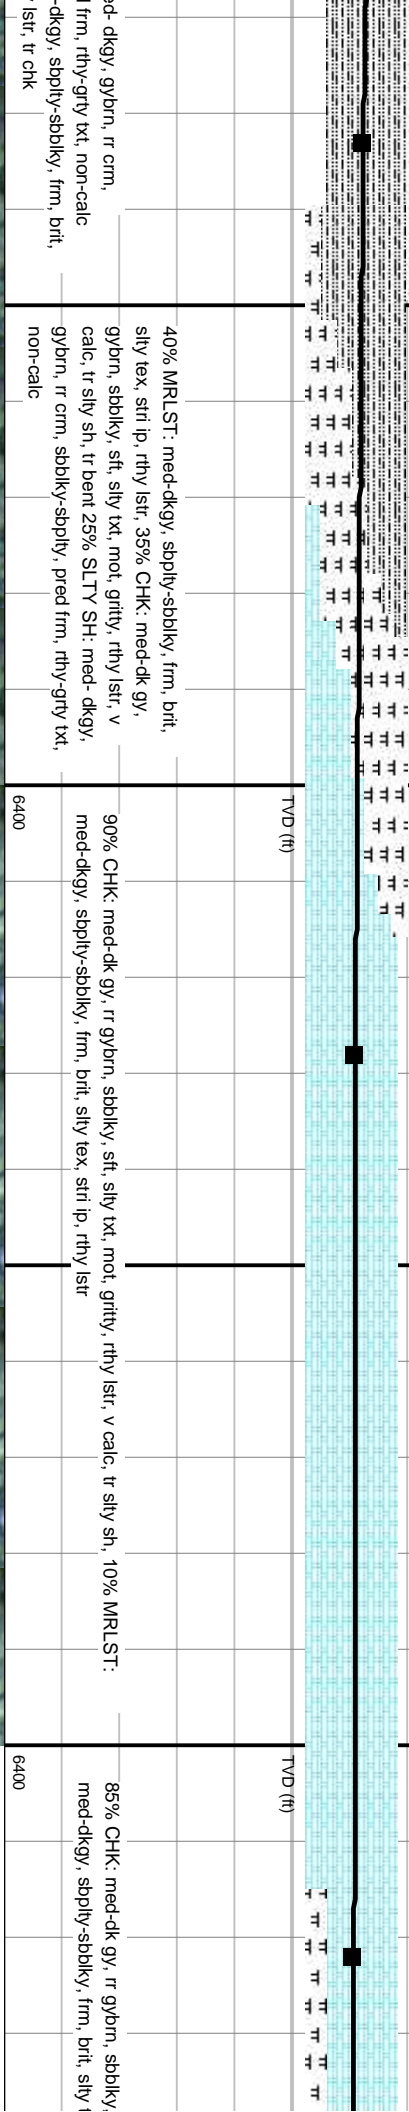 ed- dkgy, gybrn, rr crm,
frm, rthy-grty txt, non-calc
-dkgy, sbplty-sbblky, frm, brit,
lstr, tr chk
40% MRLST: med-dkgy, sbplty-sbblky, frm, brit,
slty tex, stri ip, rthy lstr, 35% CHK: med-dk gy,
gybrn, sbblky, sft, slty txt, mot, gritty, rthy lstr, v
calc, tr slty sh, tr bent 25% SLTY SH: med- dkgy,
gybrn, rr crm, sbblky-sbplty, pred frm, rthy-grty txt,
non-calc
TVD (ft)
6400
90% CHK: med-dk gy, rr gybrn, sbblky, sft, slty txt, mot, gritty, rthy lstr, v calc, tr slty sh, 10% MRLST:
med-dkgy, sbplty-sbblky, frm, brit, slty tex, stri ip, rthy lstr
TVD (ft)
6400
85% CHK: med-dk gy, rr gybrn, sbblky,
med-dkgy, sbplty-sbblky, frm, brit, slty t